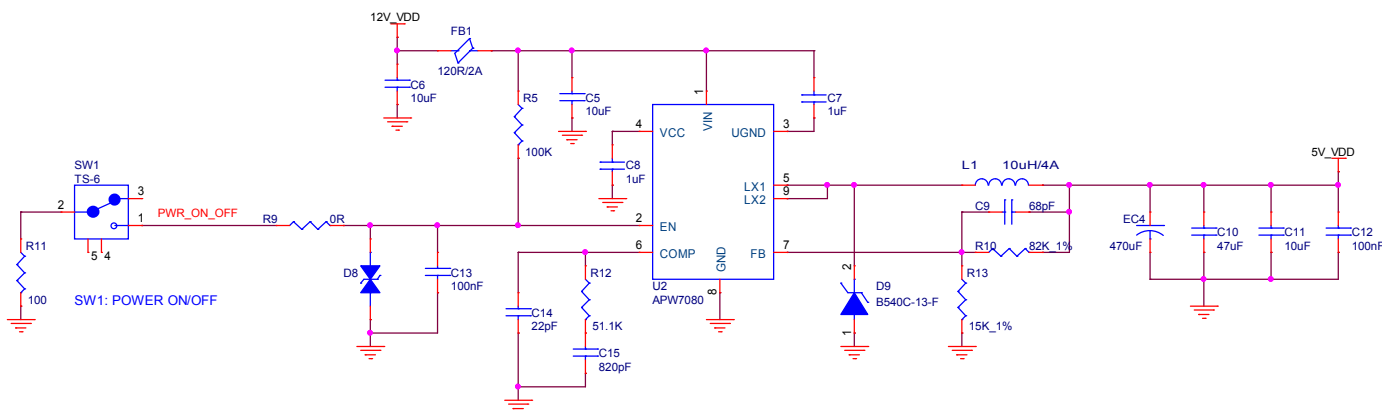 12V_VDD
FB1
120R/2A
C6
10uF
R5
100K
C5
10uF
1
VIN
C7
1uF
4
VCC
UGND
3
C8
1uF
SW1
TS-6
3
2
1
5
4
PWR_ON_OFF
R9
0R
R11
100
SW1: POWER ON/OFF
D8
C13
100nF
2
EN
6
COMP
GND
8
U2
APW7080
LX1
5
LX2
9
FB
7
C14
22pF
R12
51.1K
C15
820pF
L1
10uH/4A
C9
68pF
R10
82K_1%
R13
15K_1%
2
D9
B540C-13-F
1
5V_VDD
EC4
470uF
C10
47uF
C11
10uF
C12
100nF